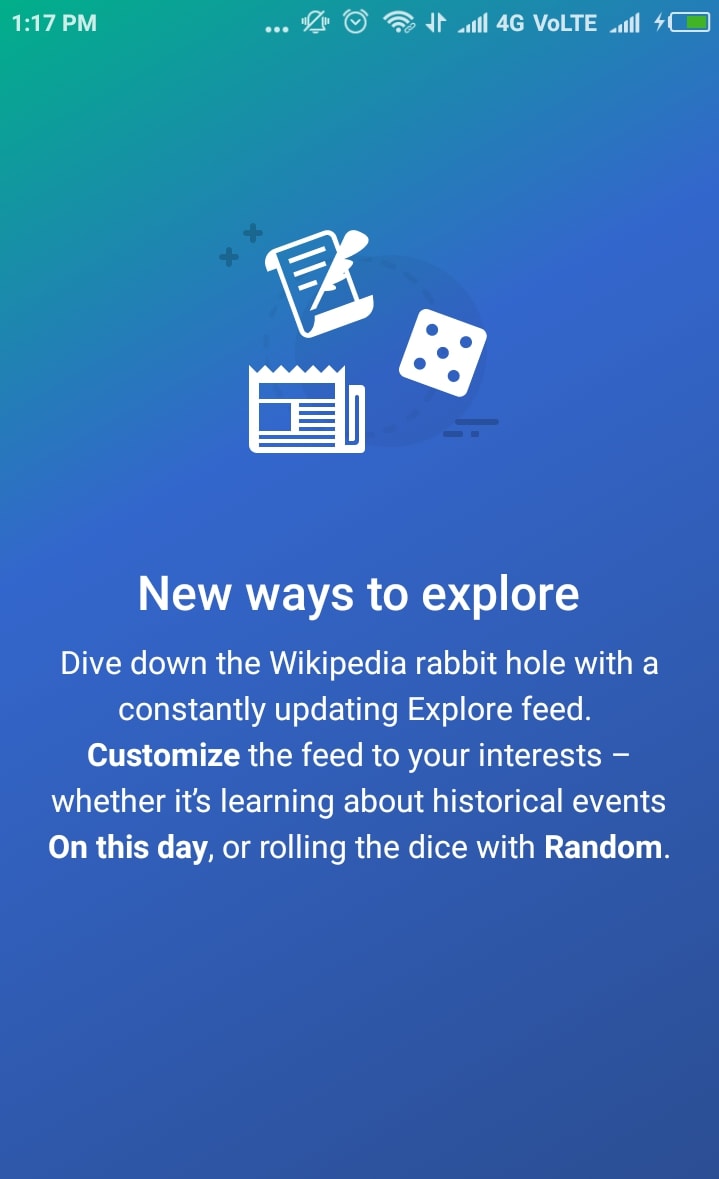 1:17 PM ... 4G VoLTE
New ways to explore
Dive down the Wikipedia rabbit hole with a
constantly updating Explore feed.
Customize the feed to your interests –
whether it’s learning about historical events
On this day, or rolling the dice with Random.